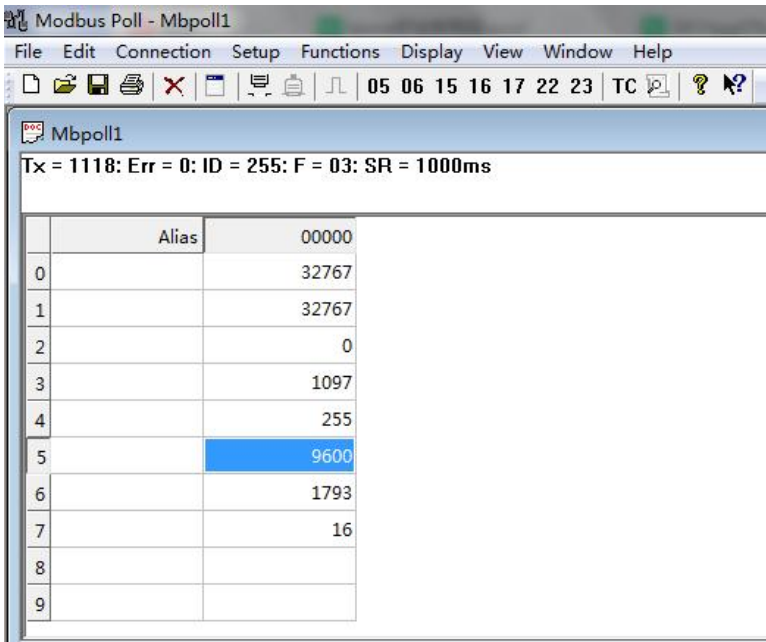 Modbus Poll - Mbpoll1
File Edit Connection Setup Functions Display View Window Help
05 06 15 16 17 22 23 TC
Mbpoll1
Tx = 1118: Err = 0: ID = 255: F = 03: SR = 1000ms
Alias 00000
0 32767
1 32767
2 0
3 1097
4 255
5 9600
6 1793
7 16
8
9